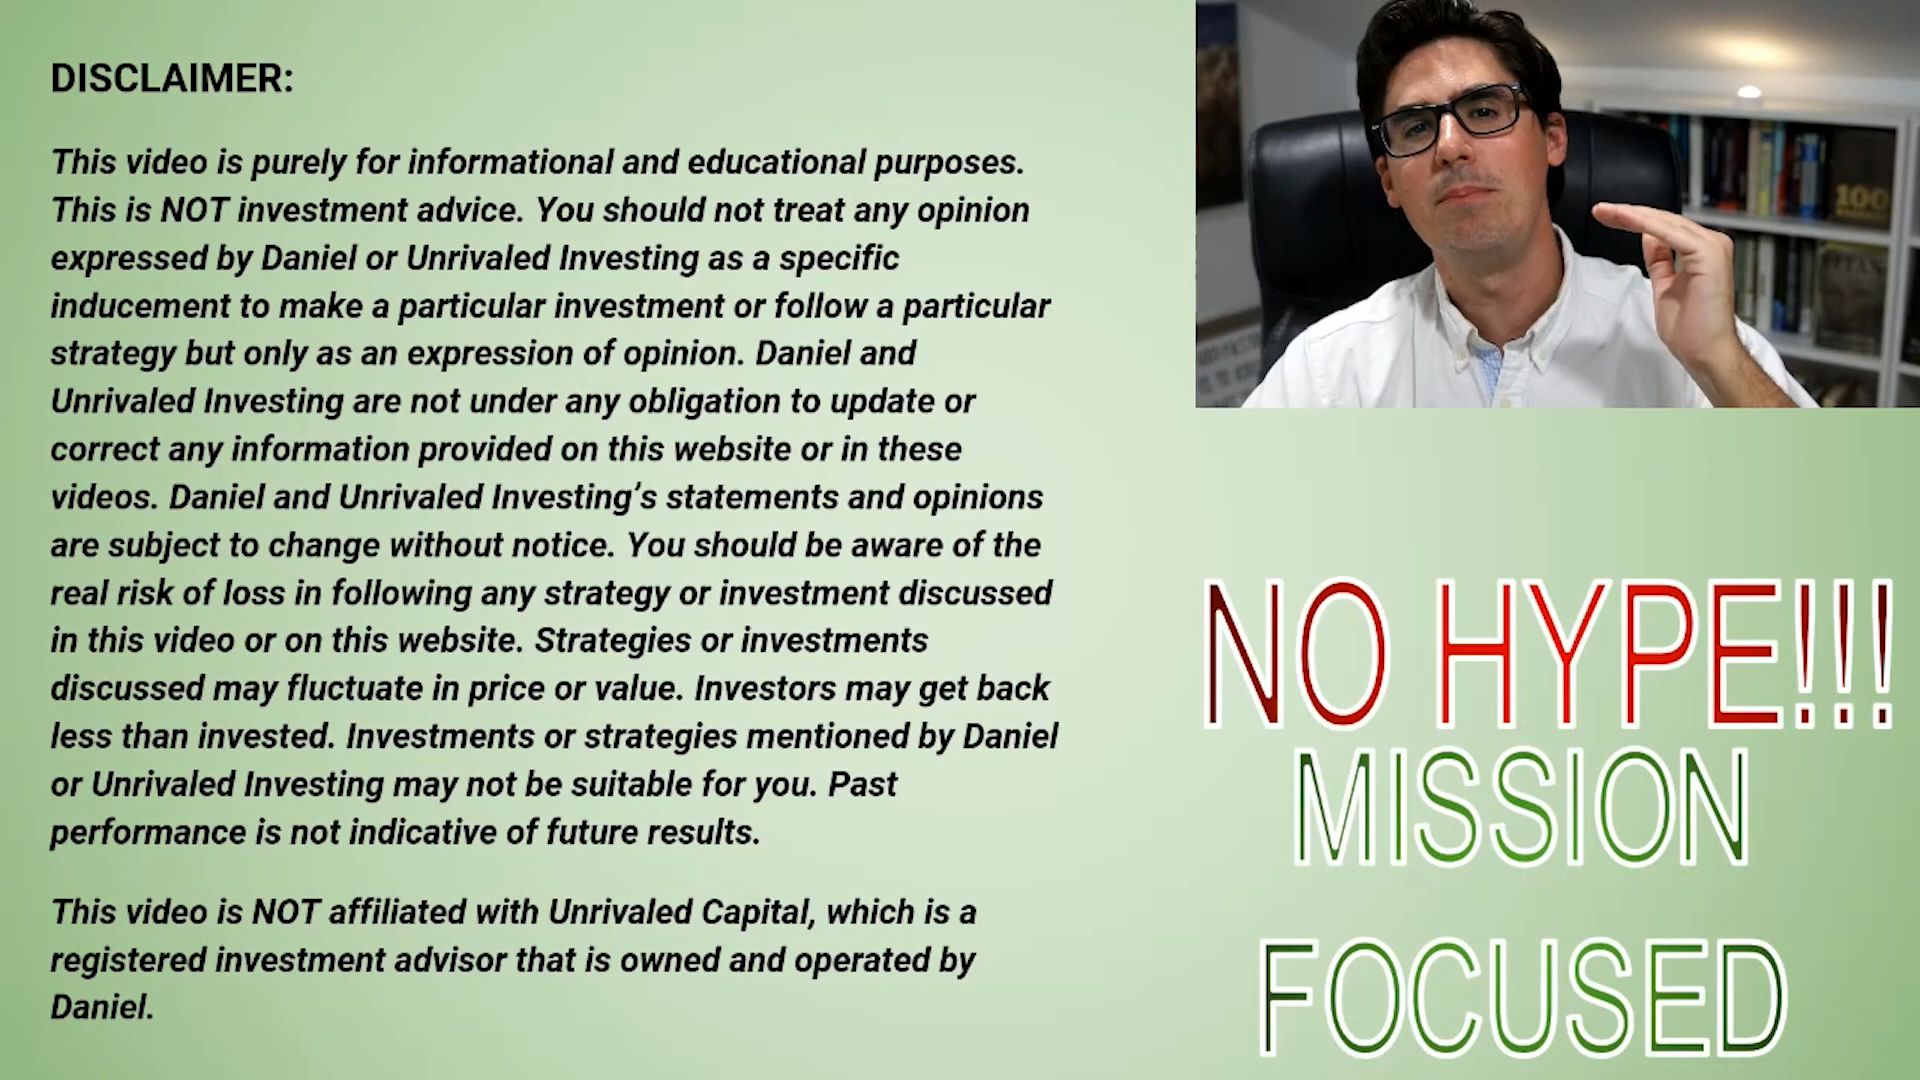 DISCLAIMER:
This video is purely for informational and educational purposes.
This is NOT investment advice. You should not treat any opinion
expressed by Daniel or Unrivaled Investing as a specific
inducement to make a particular investment or follow a particular
strategy but only as an expression of opinion. Daniel and
Unrivaled Investing are not under any obligation to update or
correct any information provided on this website or in these
videos. Daniel and Unrivaled Investing’s statements and opinions
are subject to change without notice. You should be aware of the
real risk of loss in following any strategy or investment discussed
in this video or on this website. Strategies or investments
discussed may fluctuate in price or value. Investors may get back
less than invested. Investments or strategies mentioned by Daniel
or Unrivaled Investing may not be suitable for you. Past
performance is not indicative of future results.
This video is NOT affiliated with Unrivaled Capital, which is a
registered investment advisor that is owned and operated by
Daniel.
100
TITAN
NO HYPE!!!
MISSION
FOCUSED